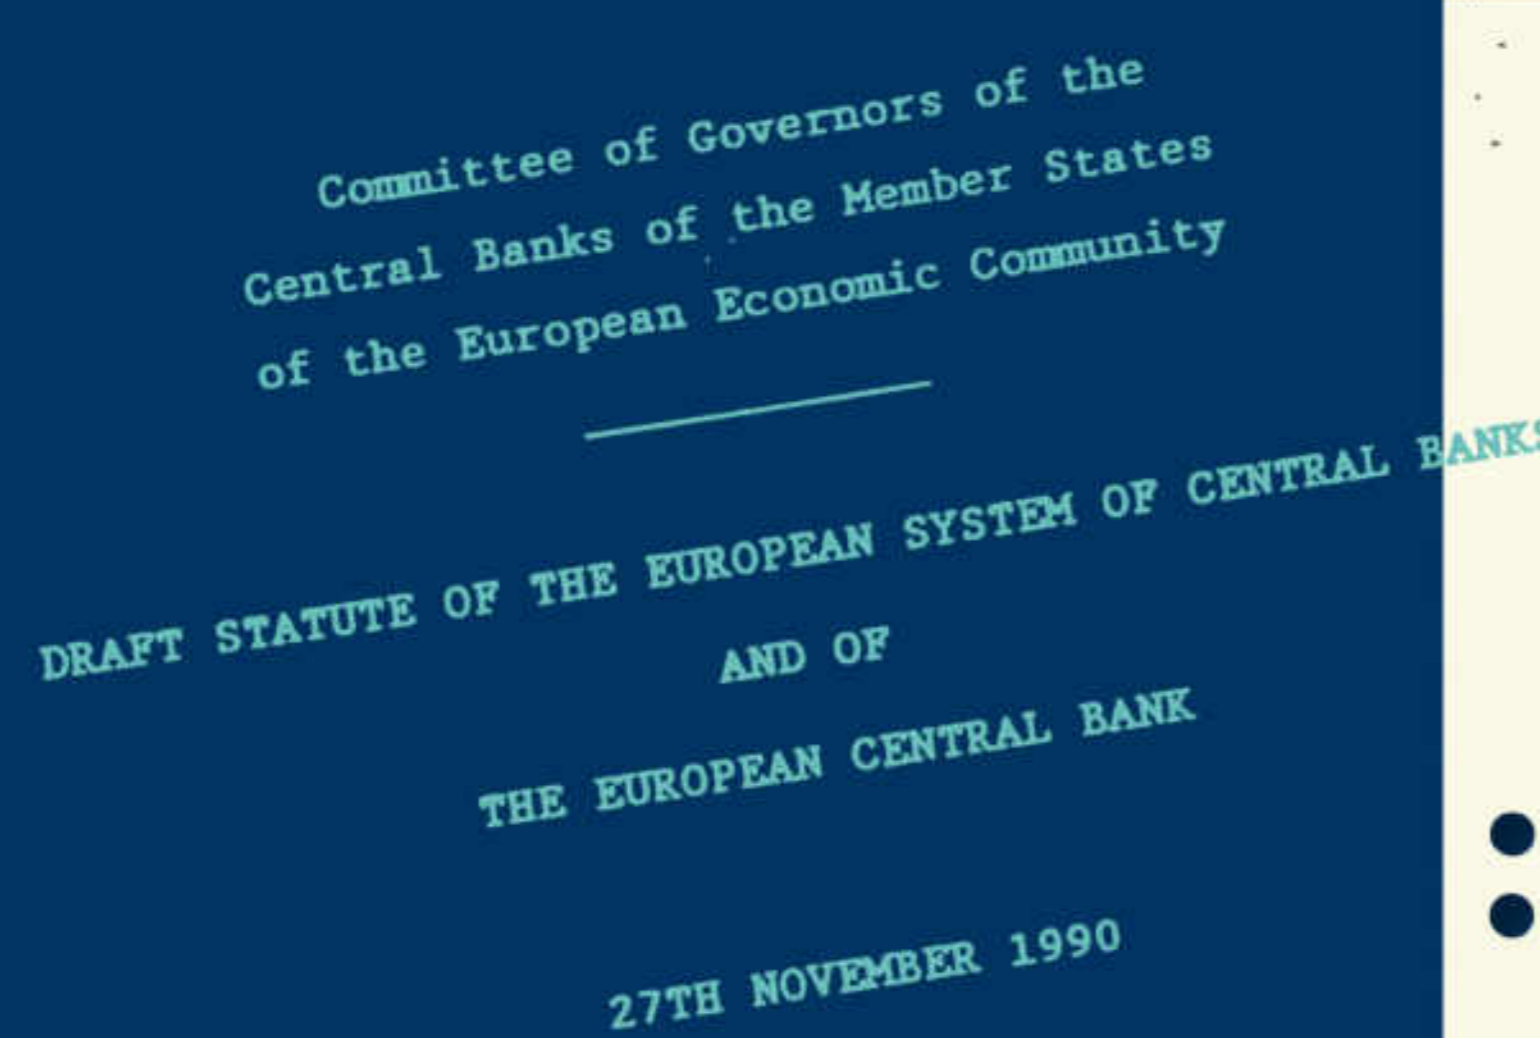 Committee of Governors of the
Central Banks of the Member States
of the European Economic Community
DRAFT STATUTE OF THE EUROPEAN SYSTEM OF CENTRAL BANKS
AND OF
THE EUROPEAN CENTRAL BANK
27TH NOVEMBER 1990